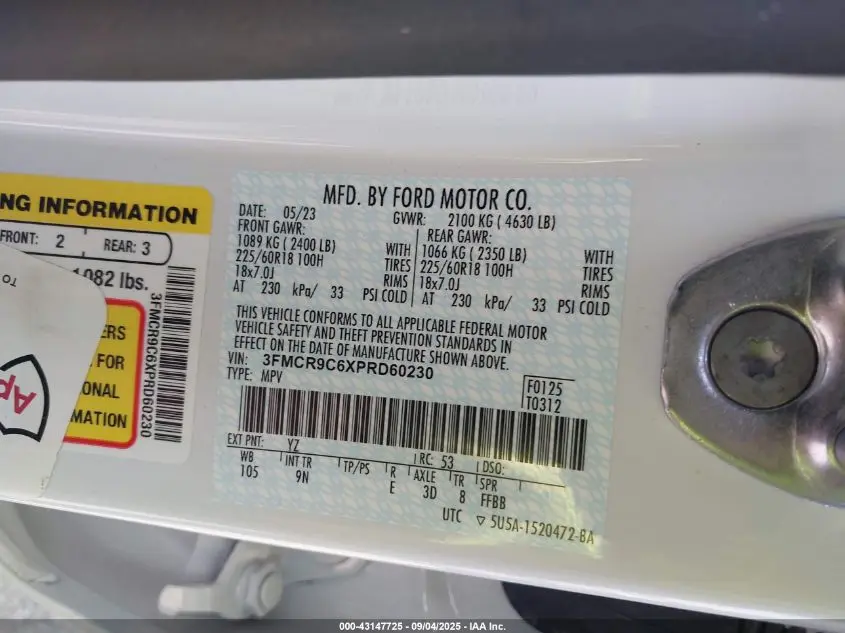 NG INFORMATION
FRONT: 2 REAR: 3
1082 lbs.
TO
ERS
FOR
ONAL
MATION
Ap
3FMCR9C6XPRD60230
MFD. BY FORD MOTOR CO.
DATE: 05/23 GVWR: 2100 KG ( 4630 LB)
FRONT GAWR: REAR GAWR:
1089 KG ( 2400 LB) WITH 1066 KG ( 2350 LB) WITH
225/60R18 100H TIRES 225/60R18 100H TIRES
18x7.0J RIMS 18x7.0J RIMS
AT 230 kPa/ 33 PSI COLD AT 230 kPa/ 33 PSI COLD
THIS VEHICLE CONFORMS TO ALL APPLICABLE FEDERAL MOTOR
VEHICLE SAFETY AND THEFT PREVENTION STANDARDS IN
EFFECT ON THE DATE OF MANUFACTURE SHOWN ABOVE.
VIN: 3FMCR9C6XPRD60230
TYPE: MPV
F0125
T0312
EXT PNT: YZ RC: 53 DSO:
WB INT TR TP/PS R AXLE TR SPR
105 9N E 3D 8 FFBB
UTC ▽ 5U5A-1520472-BA
000-43147725 - 09/04/2025 - IAA Inc.